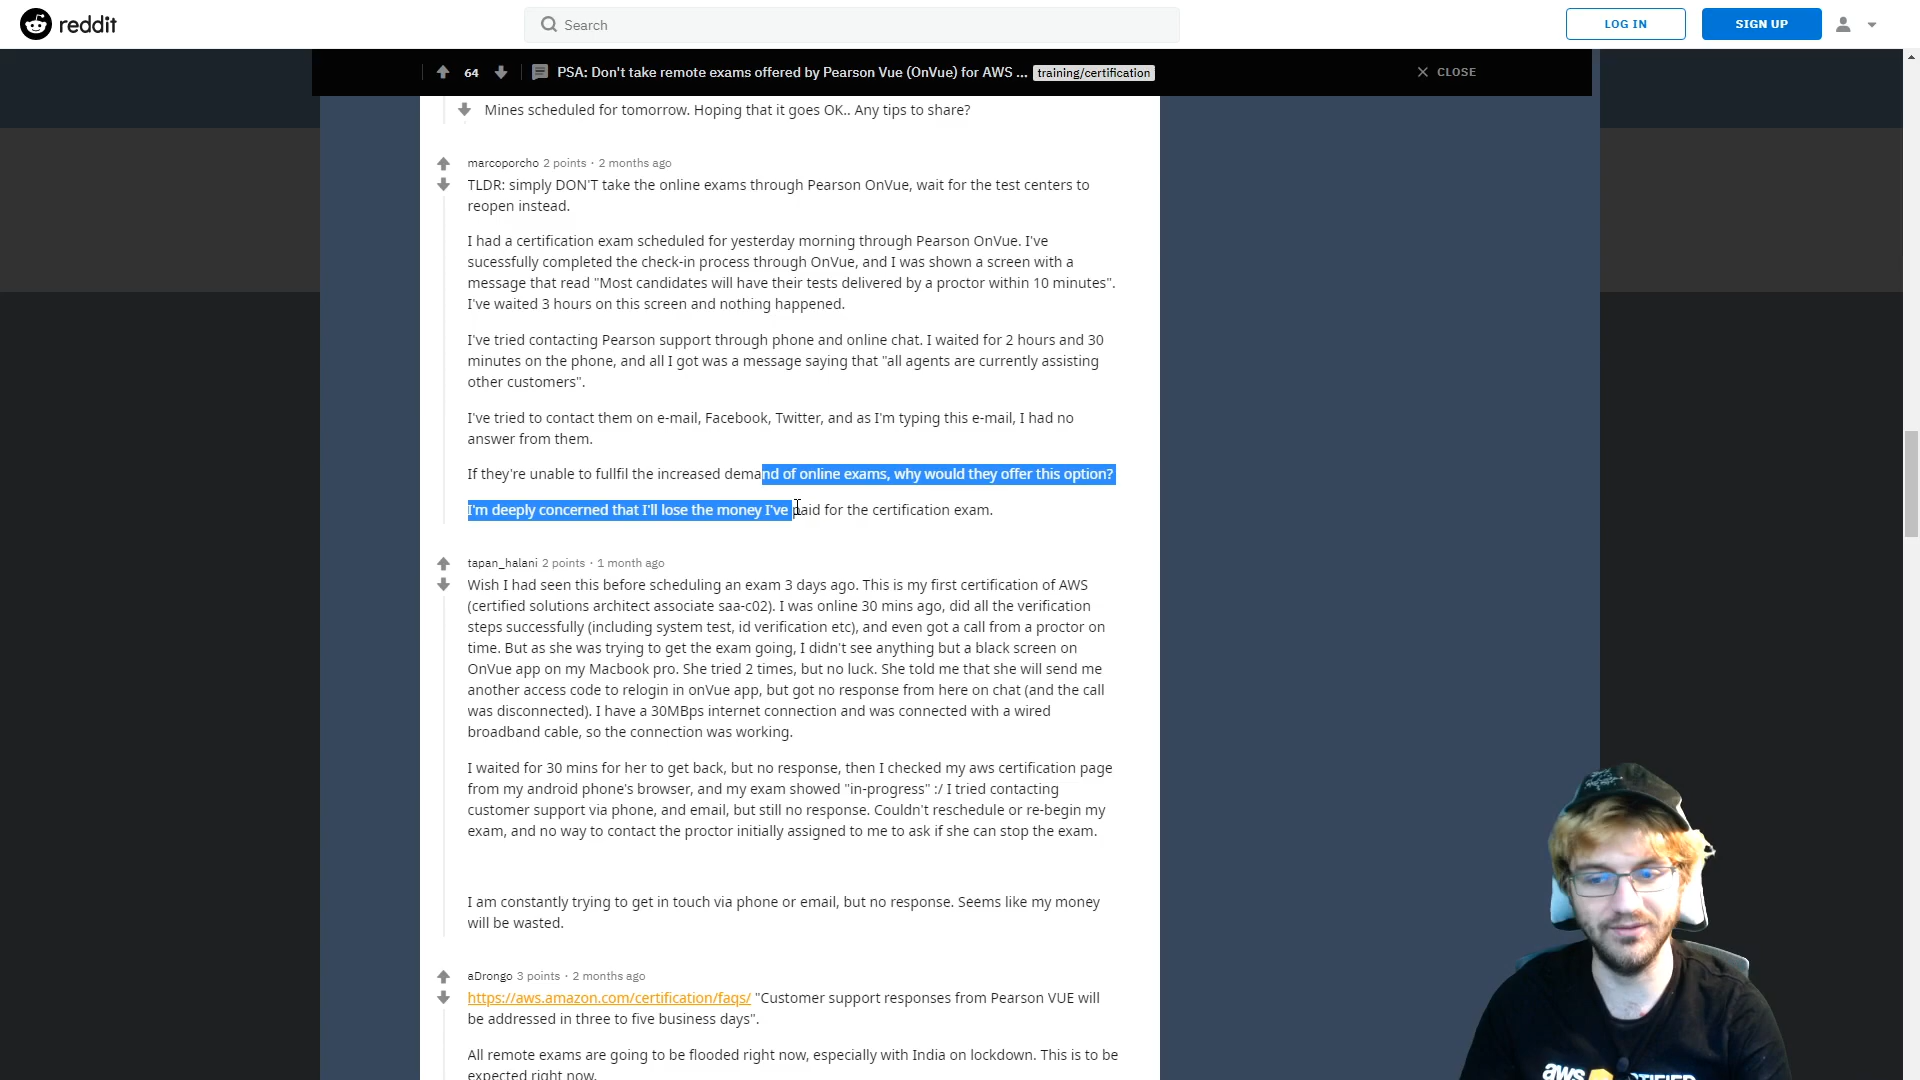 reddit
Search
LOG IN
SIGN UP
64
PSA: Don't take remote exams offered by Pearson Vue (OnVue) for AWS ...
training/certification
CLOSE
Mines scheduled for tomorrow. Hoping that it goes OK.. Any tips to share?
marcoporcho 2 points · 2 months ago
TLDR: simply DON'T take the online exams through Pearson OnVue, wait for the test centers to
reopen instead.
I had a certification exam scheduled for yesterday morning through Pearson OnVue. I've
sucessfully completed the check-in process through OnVue, and I was shown a screen with a
message that read "Most candidates will have their tests delivered by a proctor within 10 minutes".
I've waited 3 hours on this screen and nothing happened.
I've tried contacting Pearson support through phone and online chat. I waited for 2 hours and 30
minutes on the phone, and all I got was a message saying that "all agents are currently assisting
other customers".
I've tried to contact them on e-mail, Facebook, Twitter, and as I'm typing this e-mail, I had no
answer from them.
If they're unable to fullfil the increased demand of online exams, why would they offer this option?
I'm deeply concerned that I'll lose the money I've paid for the certification exam.
tapan_halani 2 points · 1 month ago
Wish I had seen this before scheduling an exam 3 days ago. This is my first certification of AWS
(certified solutions architect associate saa-c02). I was online 30 mins ago, did all the verification
steps successfully (including system test, id verification etc), and even got a call from a proctor on
time. But as she was trying to get the exam going, I didn't see anything but a black screen on
OnVue app on my Macbook pro. She tried 2 times, but no luck. She told me that she will send me
another access code to relogin in onVue app, but got no response from here on chat (and the call
was disconnected). I have a 30MBps internet connection and was connected with a wired
broadband cable, so the connection was working.
I waited for 30 mins for her to get back, but no response, then I checked my aws certification page
from my android phone's browser, and my exam showed "in-progress" :/ I tried contacting
customer support via phone, and email, but still no response. Couldn't reschedule or re-begin my
exam, and no way to contact the proctor initially assigned to me to ask if she can stop the exam.
I am constantly trying to get in touch via phone or email, but no response. Seems like my money
will be wasted.
aDrongo 3 points · 2 months ago
https://aws.amazon.com/certification/faqs/ "Customer support responses from Pearson VUE will
be addressed in three to five business days".
All remote exams are going to be flooded right now, especially with India on lockdown. This is to be
expected right now.
aws